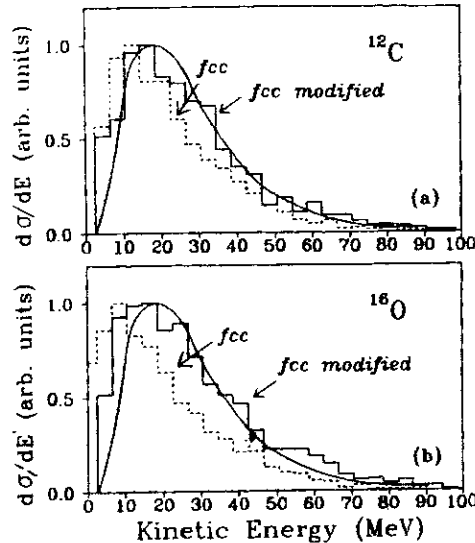 dσ/dE (arb. units)
1.0
0.5
0.0
¹²C
fcc
fcc modified
(a)
0 10 20 30 40 50 60 70 80 90 100
dσ/dE' (arb. units)
1.0
0.5
0.0
¹⁶O
fcc
fcc modified
(b)
0 10 20 30 40 50 60 70 80 90 100
Kinetic Energy (MeV)